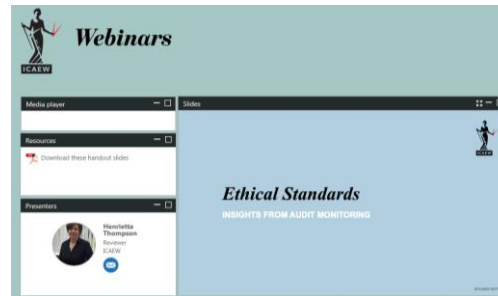 Webinars
ICAEW
Media player
Slides
Resources
Download these handout slides
Ethical Standards
INSIGHTS FROM AUDIT MONITORING
Presenters
Henrietta
Thompson
Reviewer
ICAEW